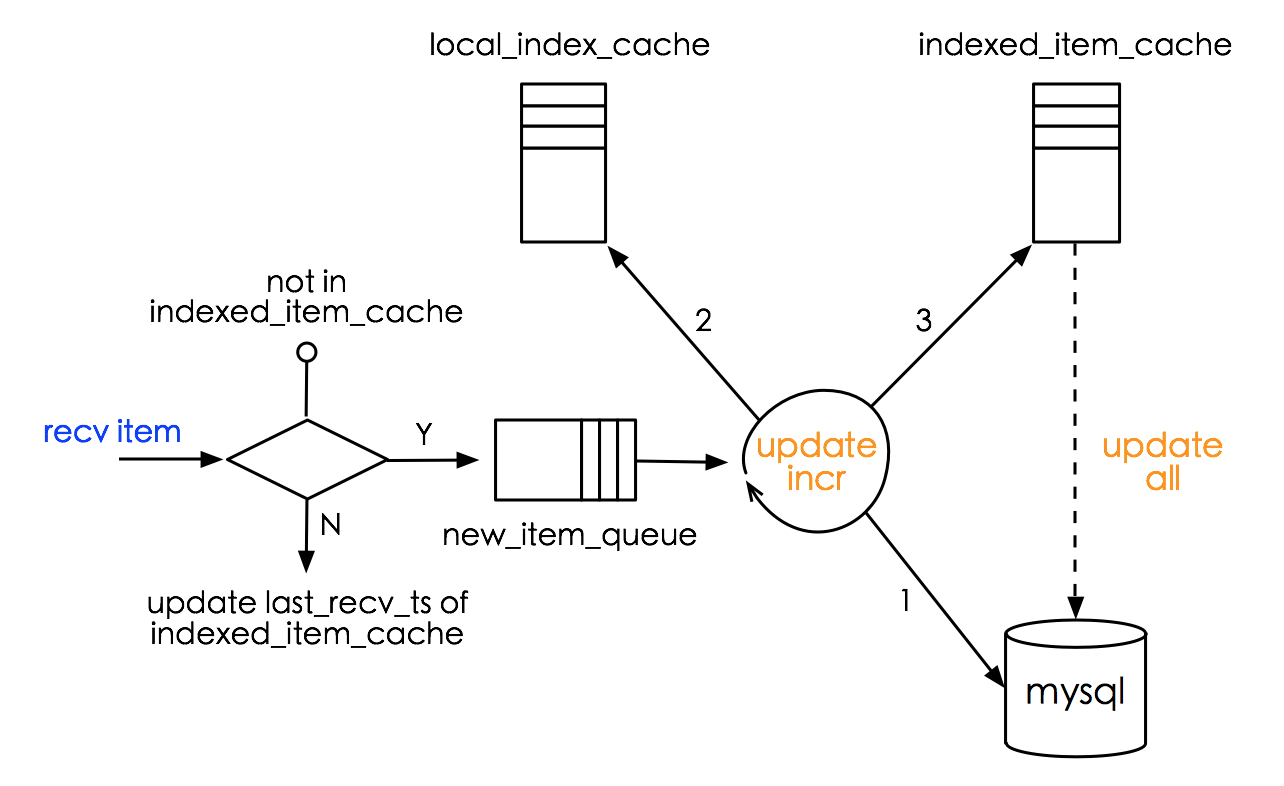 local_index_cache
indexed_item_cache
not in
indexed_item_cache
2
3
recv item
Y
update
incr
update
all
N
new_item_queue
1
update last_recv_ts of
indexed_item_cache
mysql